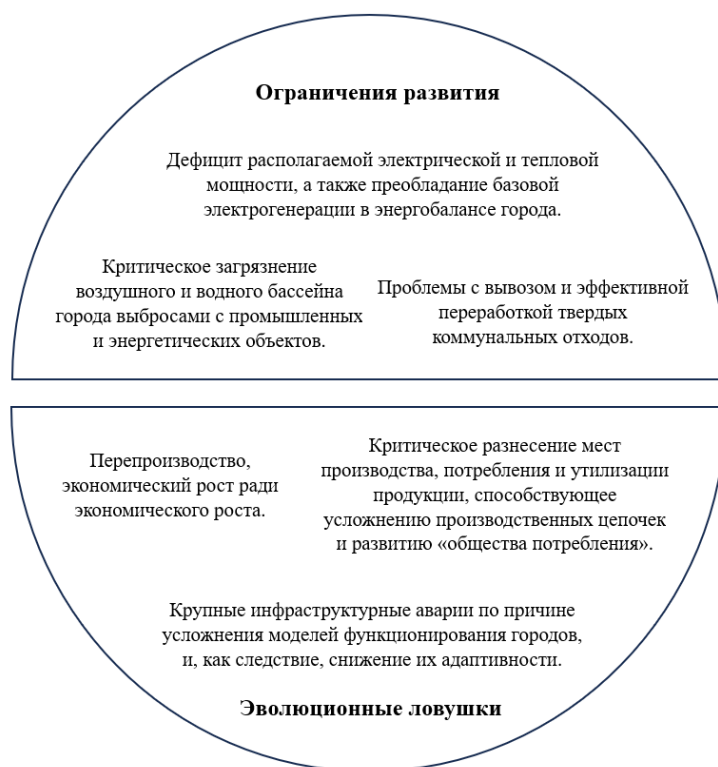 Ограничения развития
Дефицит располагаемой электрической и тепловой
мощности, а также преобладание базовой
электрогенерации в энергобалансе города.
Критическое загрязнение
воздушного и водного бассейна
города выбросами с промышленных
и энергетических объектов.
Проблемы с вывозом и эффективной
переработкой твердых
коммунальных отходов.
Перепроизводство,
экономический рост ради
экономического роста.
Критическое разнесение мест
производства, потребления и утилизации
продукции, способствующее
усложнению производственных цепочек
и развитию «общества потребления».
Крупные инфраструктурные аварии по причине
усложнения моделей функционирования городов,
и, как следствие, снижение их адаптивности.
Эволюционные ловушки